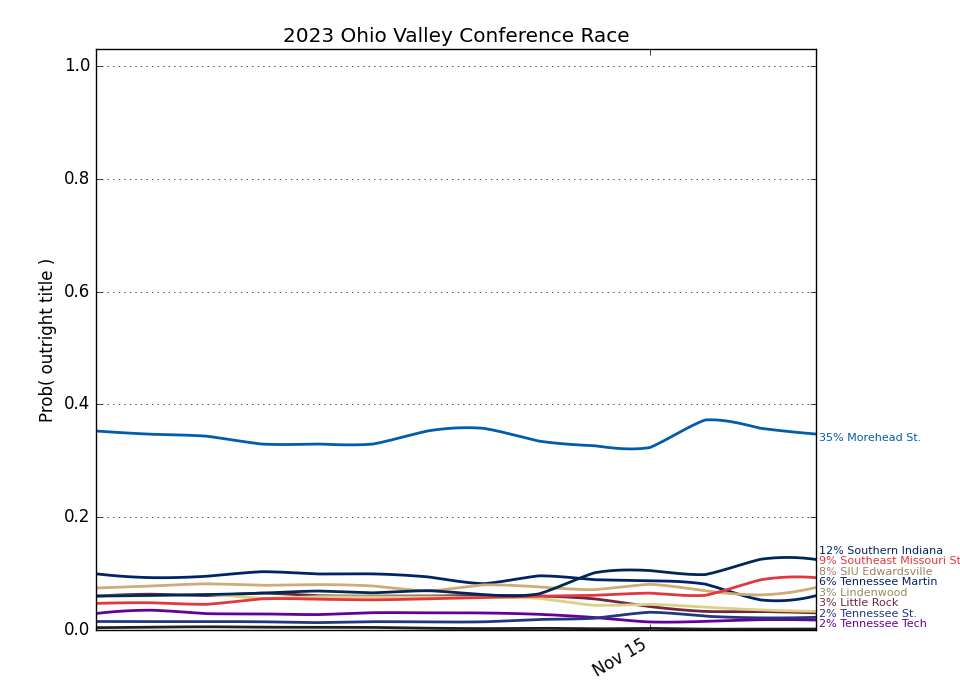 2023 Ohio Valley Conference Race
1.0
0.8
0.6
0.4
0.2
0.0
Prob( outright title )
Nov 15
35% Morehead St.
12% Southern Indiana
9% Southeast Missouri St
8% SIU Edwardsville
6% Tennessee Martin
3% Lindenwood
3% Little Rock
2% Tennessee St.
2% Tennessee Tech